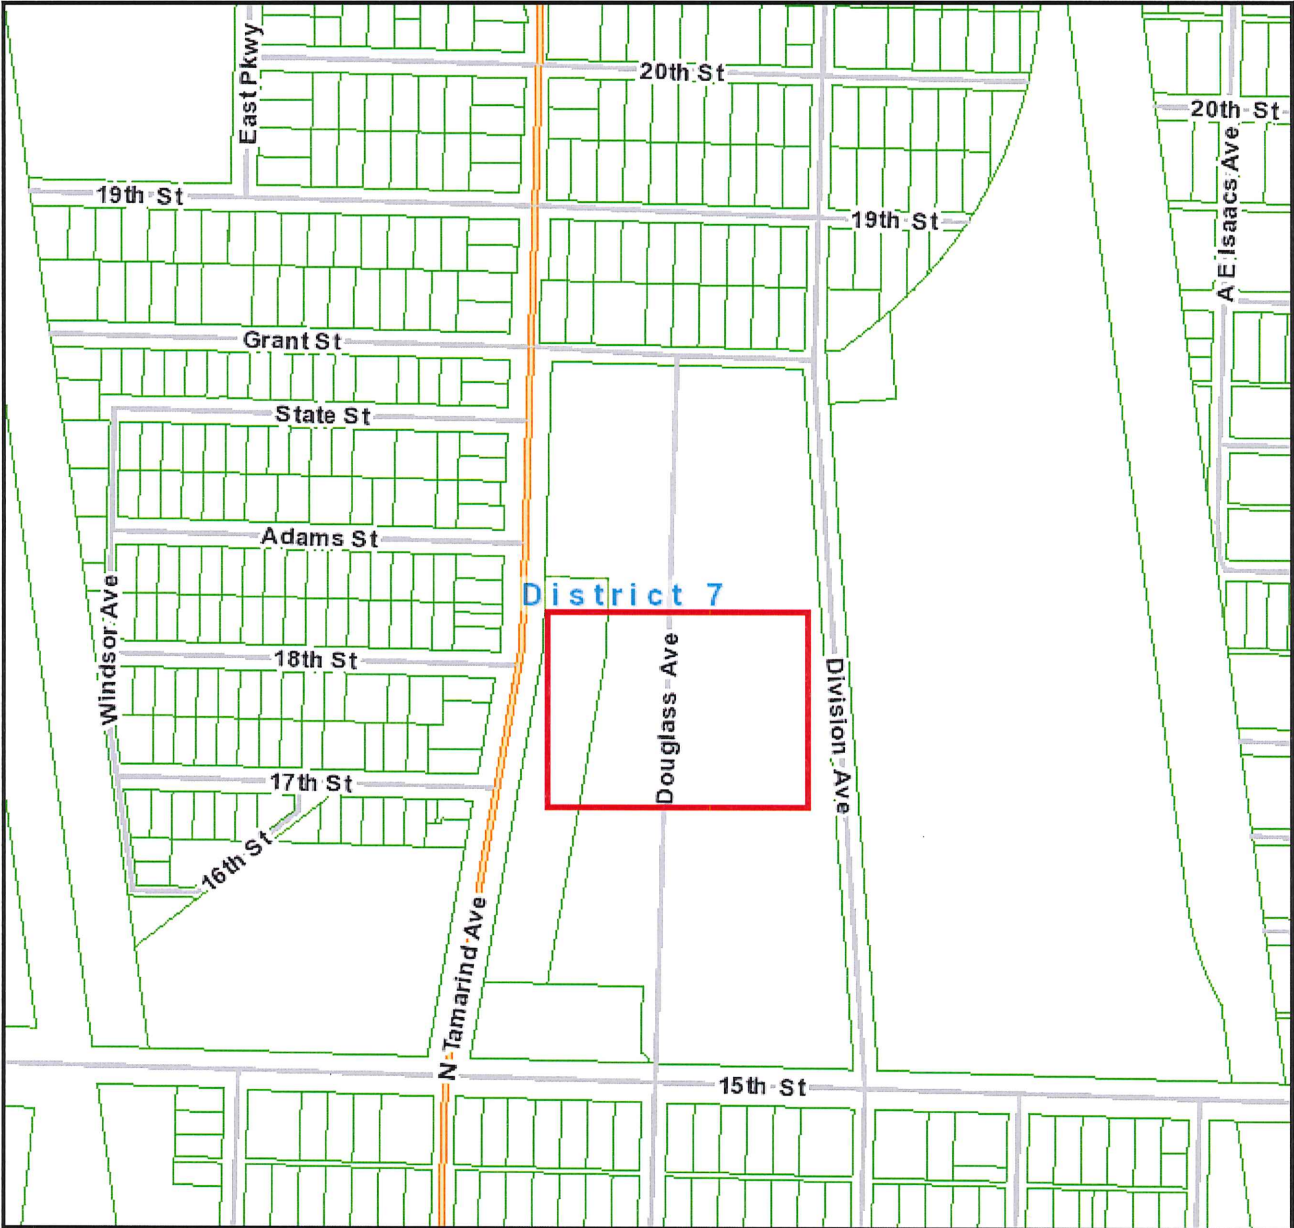 East Pkwy
20th St
20th St
A E Isaacs Ave
19th St
19th St
Grant St
State St
Adams St
District 7
Windsor Ave
18th St
Douglass Ave
Division Ave
17th St
16th St
N Tamarind Ave
15th St